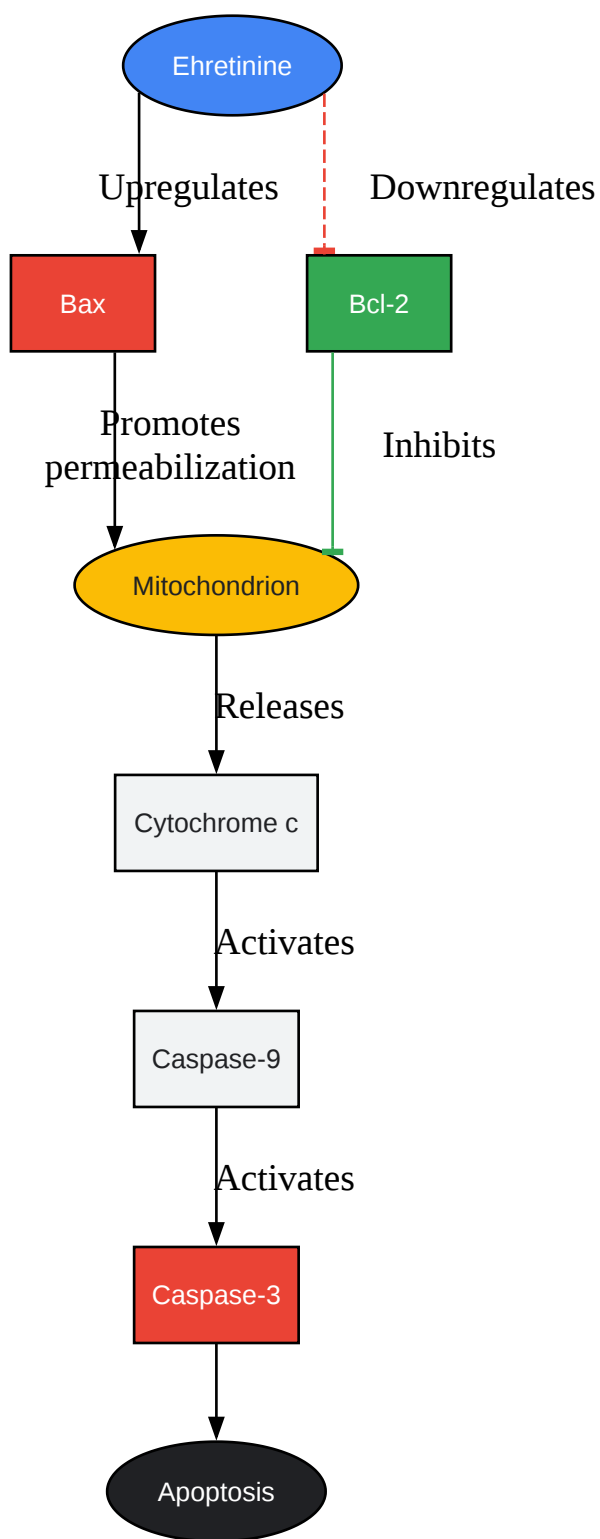 Ehretinine
Upregulates
Downregulates
Bax
Bcl-2
Promotes
permeabilization
Inhibits
Mitochondrion
Releases
Cytochrome c
Activates
Caspase-9
Activates
Caspase-3
Apoptosis